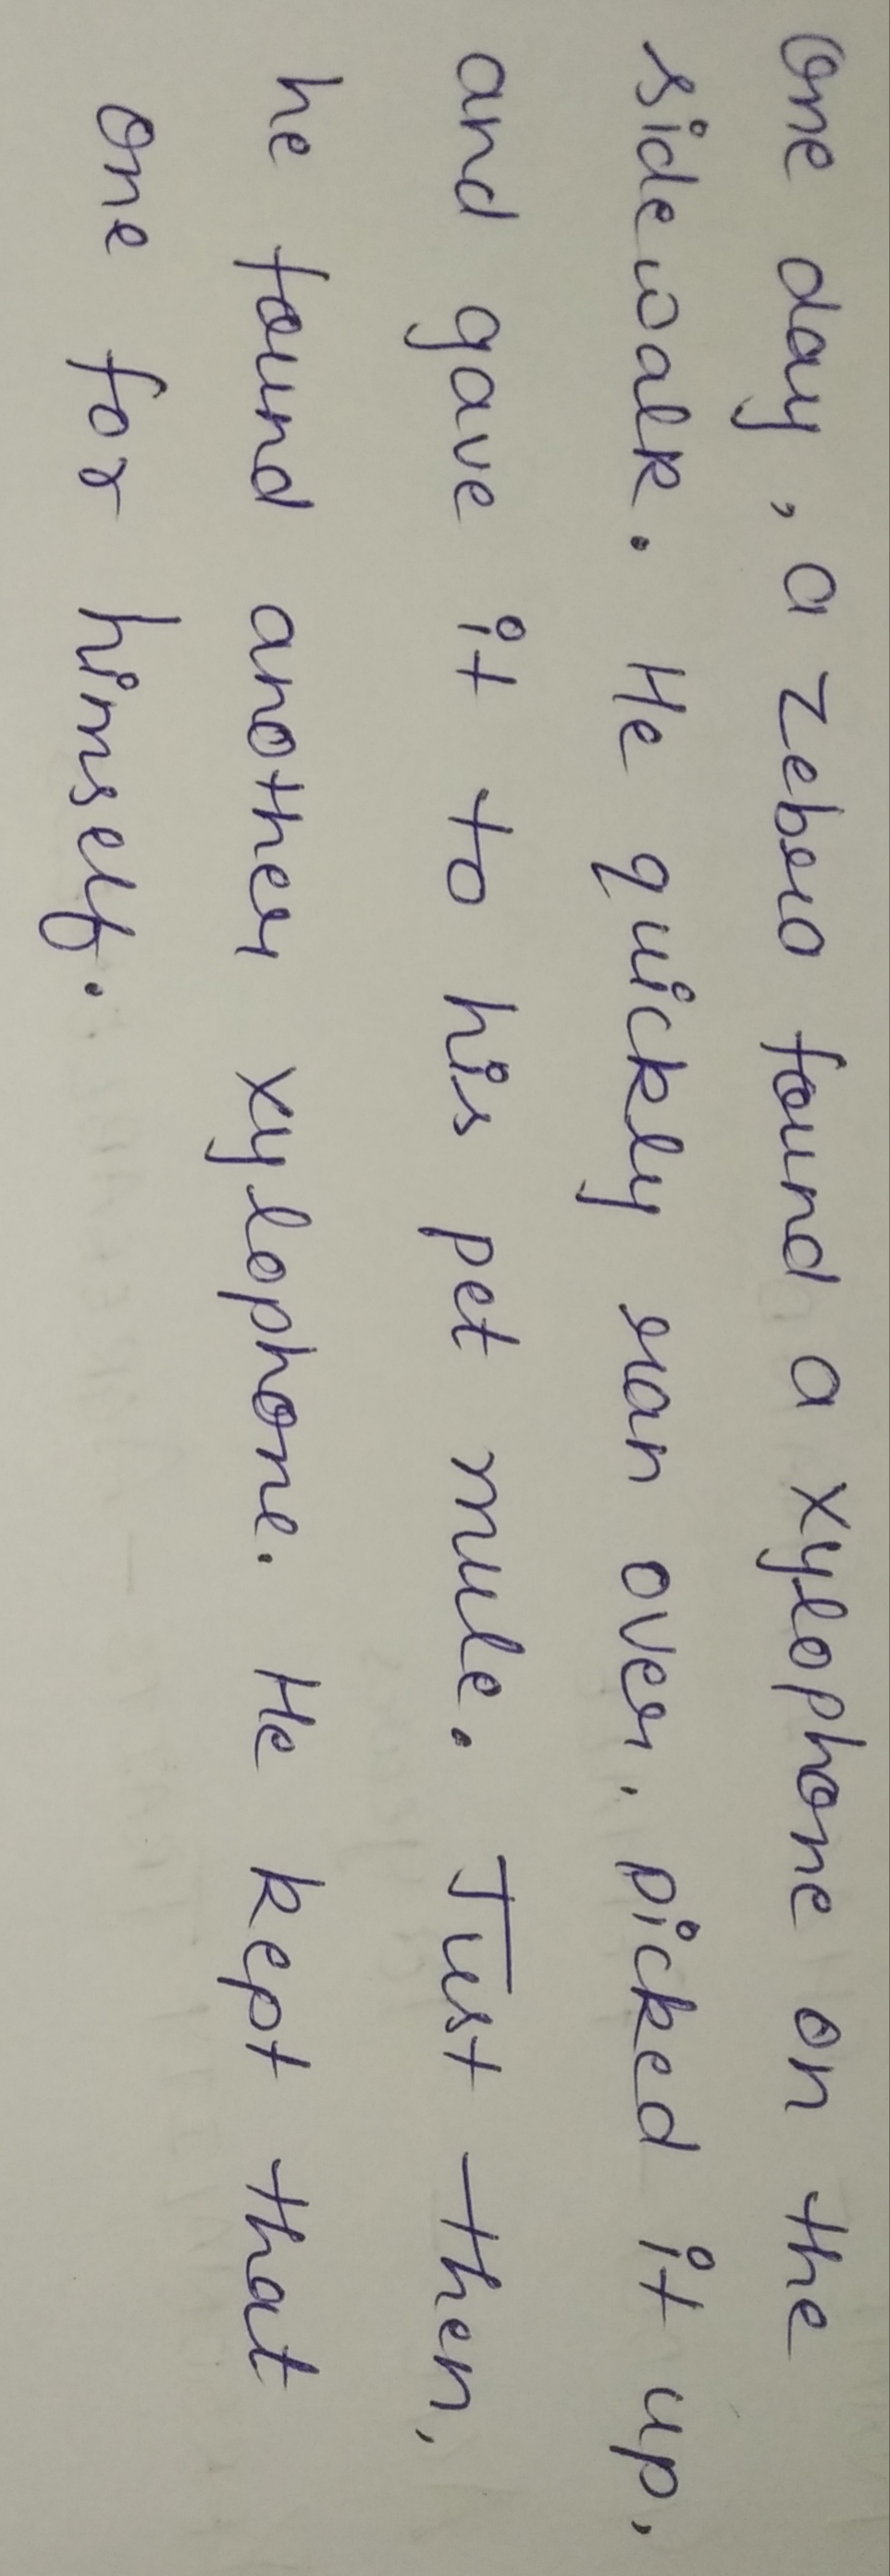 One day, a zebra found a xylophone on the
sidewalk. He quickly ran over, picked it up,
and gave it to his pet mule. Just then,
he found another xylophone. He kept that
one for himself.